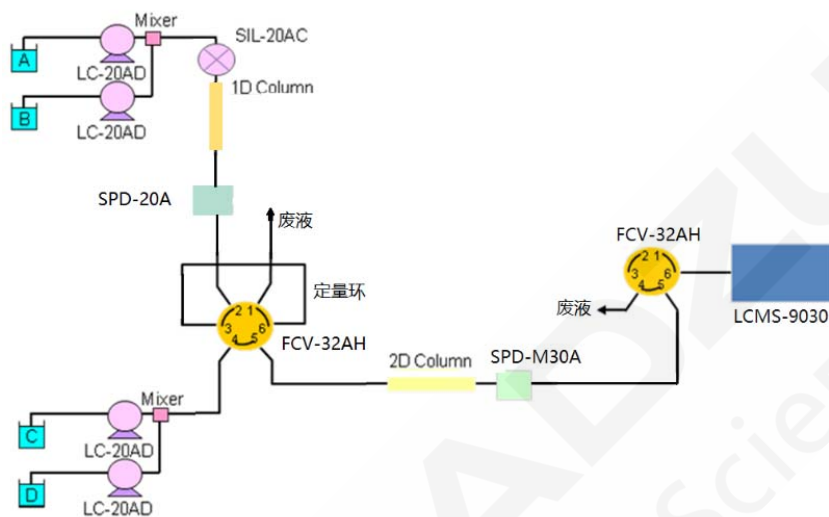 Mixer
SIL-20AC
A
LC-20AD
1D Column
B
LC-20AD
SPD-20A
废液
FCV-32AH
2 1
3 6
4 5
定量环
废液
LCMS-9030
2 1
3 6
4 5
FCV-32AH
2D Column
SPD-M30A
Mixer
C
LC-20AD
D
LC-20AD
ADZU
Scien